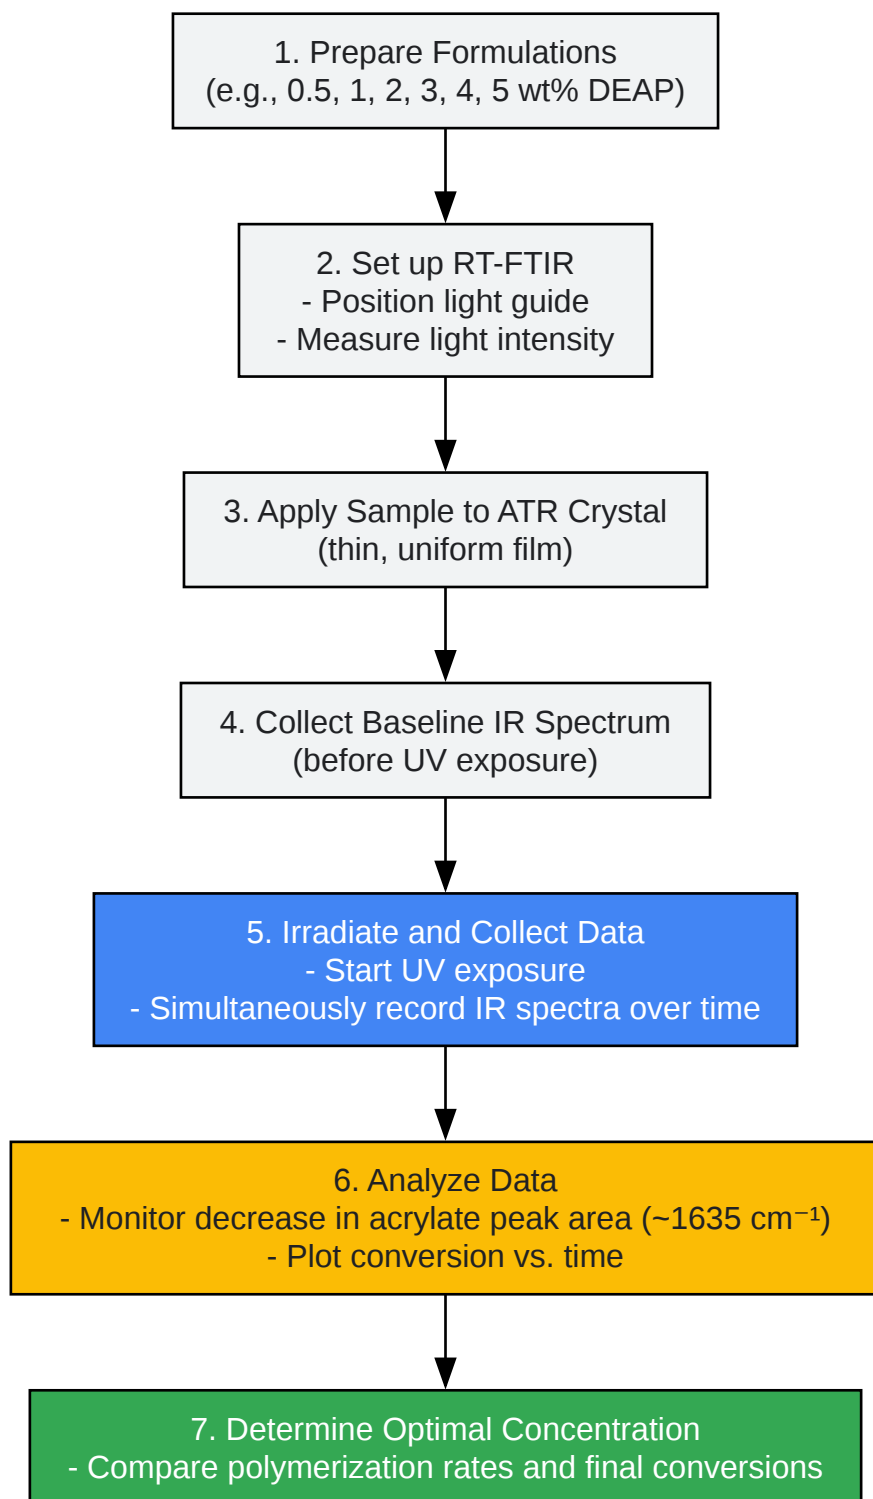 1. Prepare Formulations
(e.g., 0.5, 1, 2, 3, 4, 5 wt% DEAP)
2. Set up RT-FTIR
- Position light guide
- Measure light intensity
3. Apply Sample to ATR Crystal
(thin, uniform film)
4. Collect Baseline IR Spectrum
(before UV exposure)
5. Irradiate and Collect Data
- Start UV exposure
- Simultaneously record IR spectra over time
6. Analyze Data
- Monitor decrease in acrylate peak area (~1635 cm⁻¹)
- Plot conversion vs. time
7. Determine Optimal Concentration
- Compare polymerization rates and final conversions